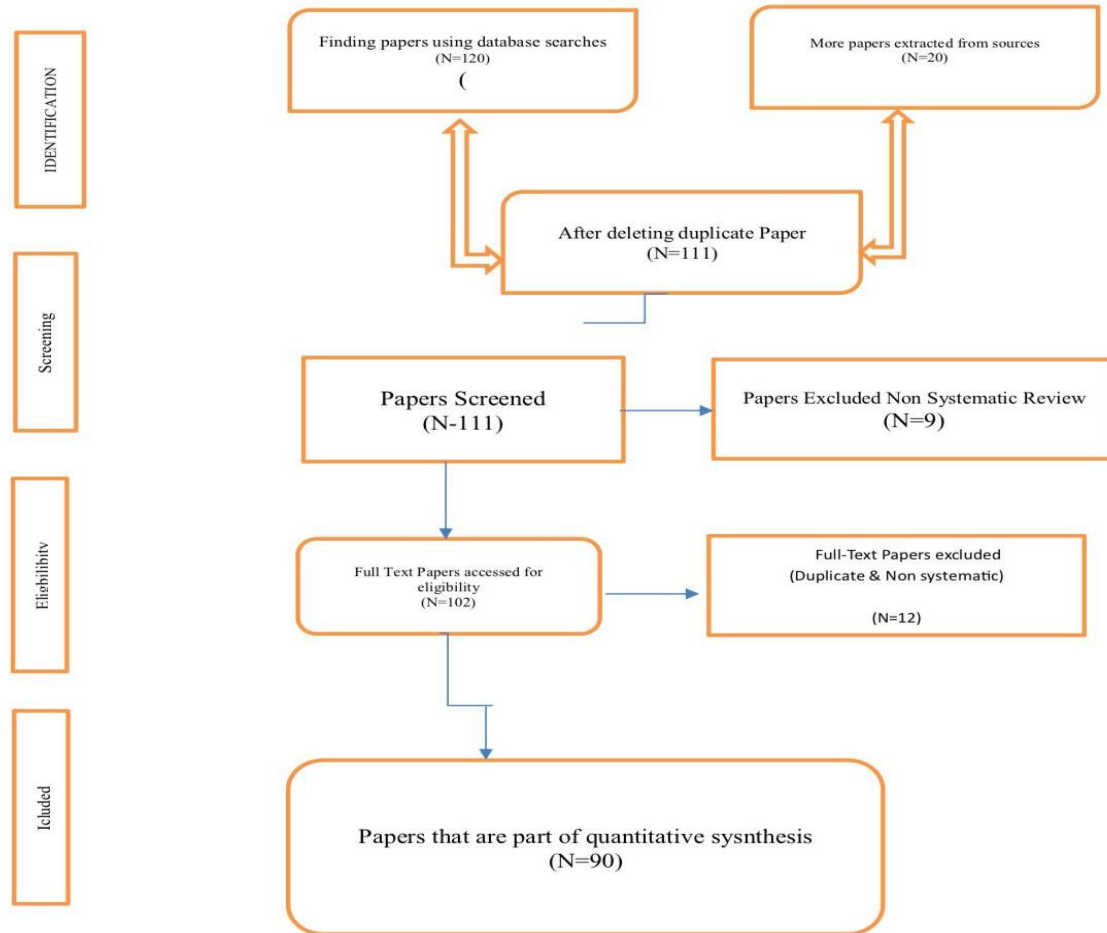 IDENTIFICATION
Finding papers using database searches
(N=120)
(
More papers extracted from sources
(N=20)
After deleting duplicate Paper
(N=111)
Screening
Papers Screened
(N-111)
Papers Excluded Non Systematic Review
(N=9)
Eligbilibitv
Full Text Papers accessed for
eligibility
(N=102)
Full-Text Papers excluded
(Duplicate & Non systematic)
(N=12)
Icluded
Papers that are part of quantitative sysnthesis
(N=90)